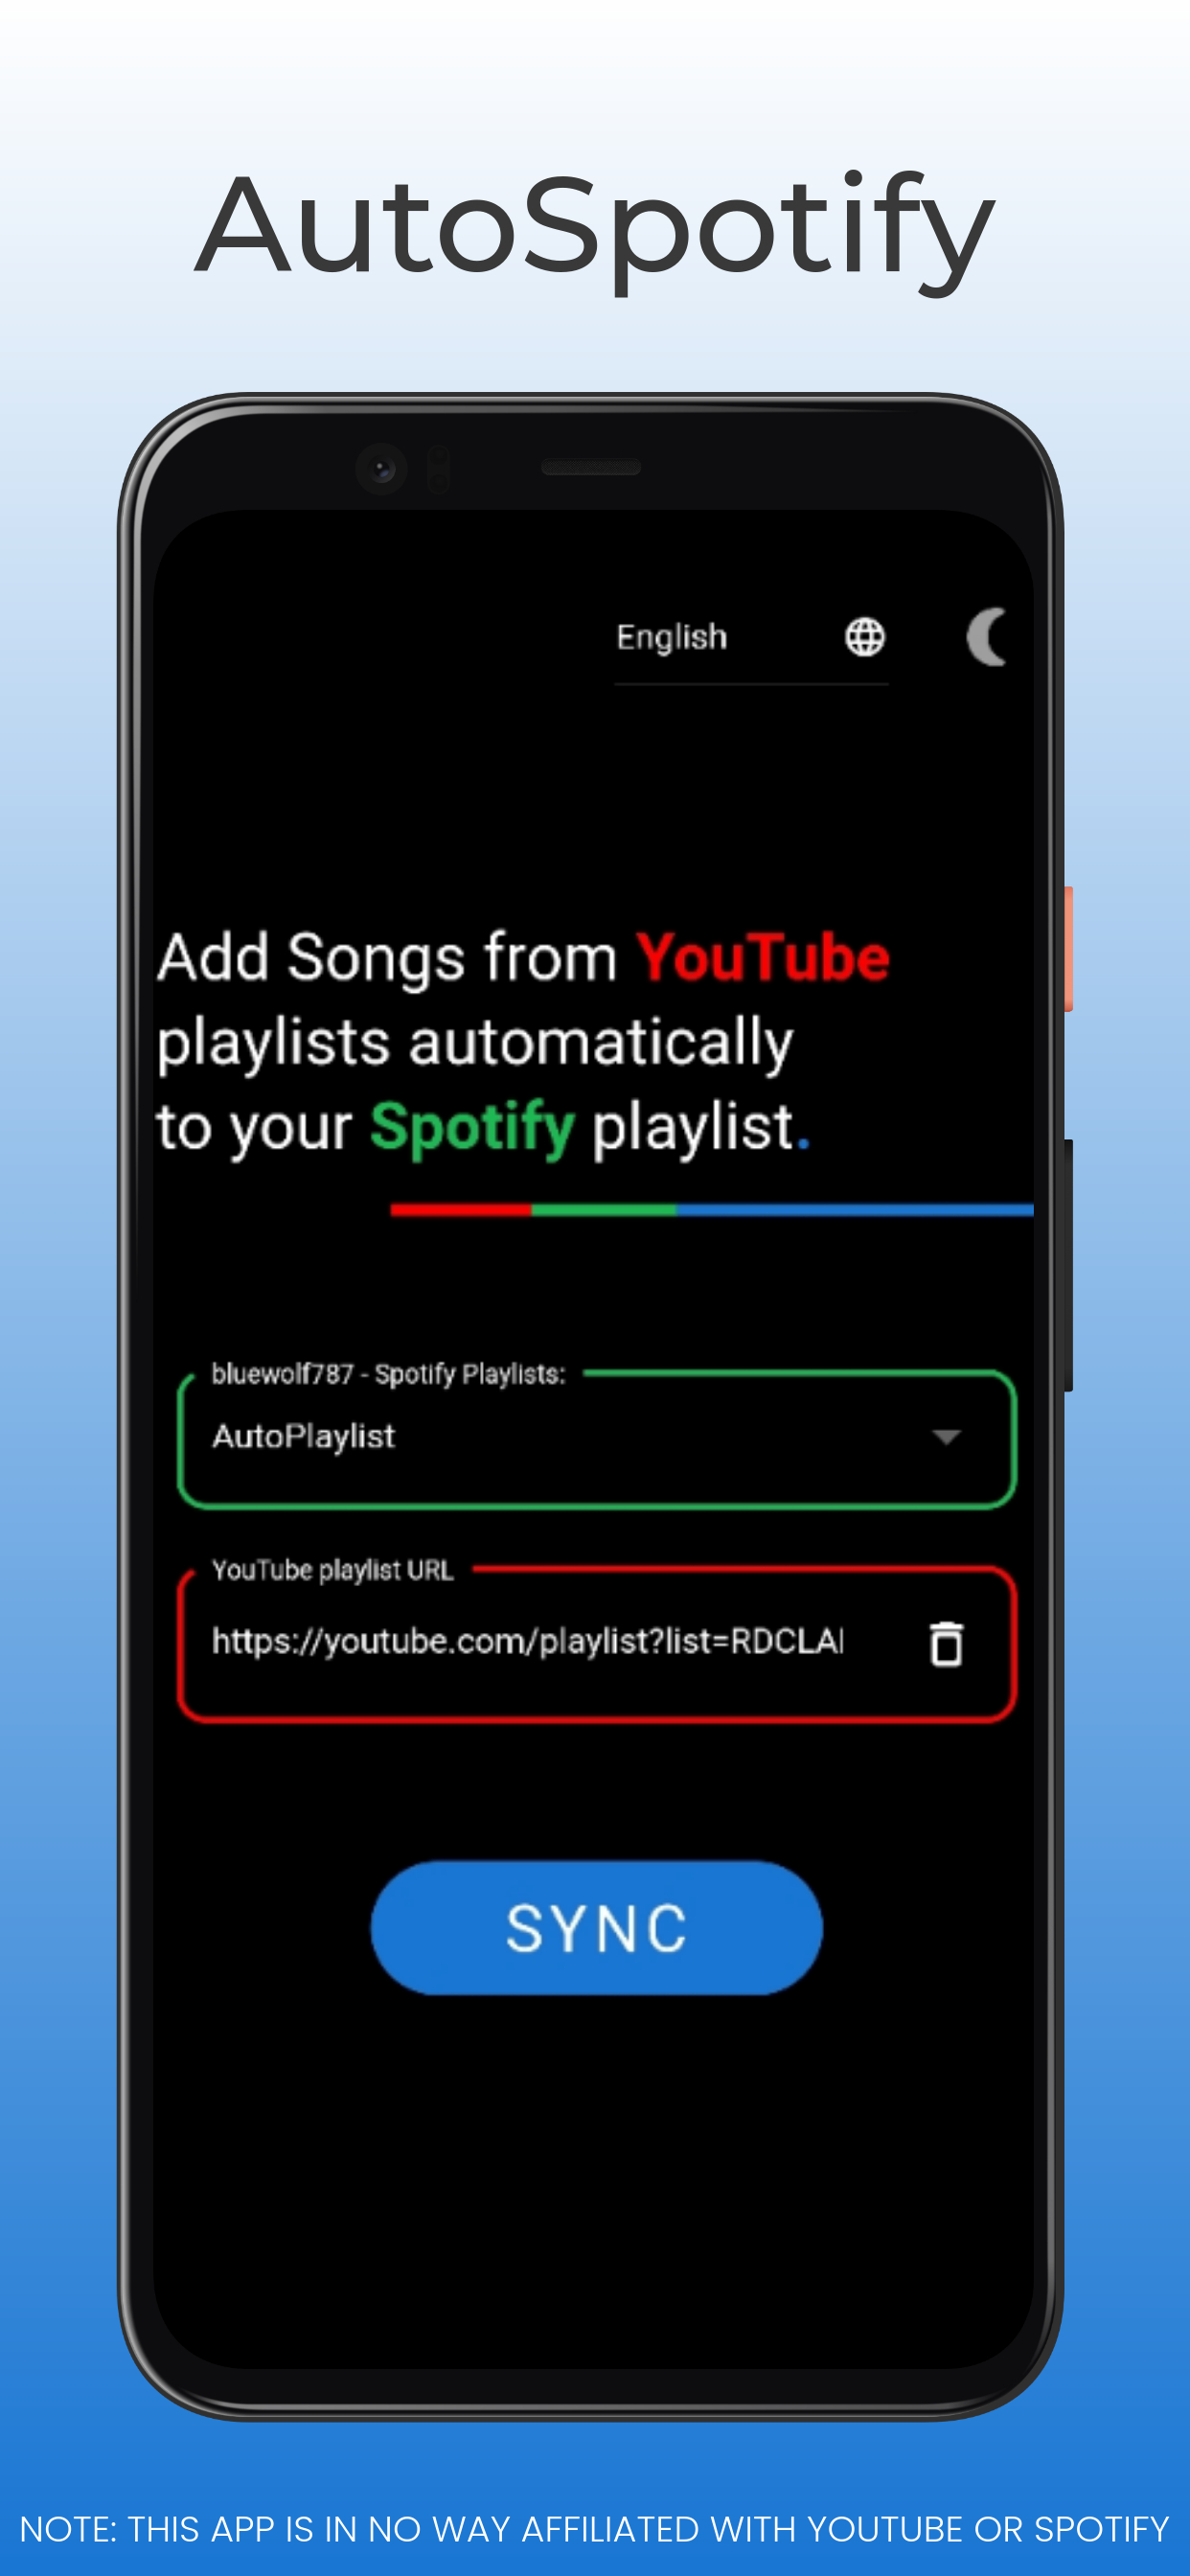 AutoSpotify
English
Add Songs from YouTube
playlists automatically
to your Spotify playlist.
bluewolf787 - Spotify Playlists:
AutoPlaylist
YouTube playlist URL
https://youtube.com/playlist?list=RDCLA
SYNC
NOTE: THIS APP IS IN NO WAY AFFILIATED WITH YOUTUBE OR SPOTIFY